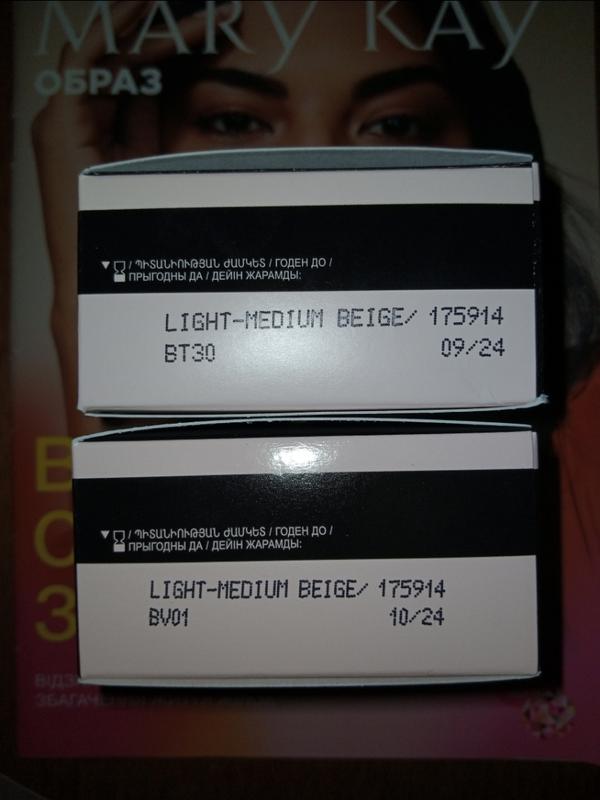 MARY KAY
ОБРАЗ
/ ՊԻՏԱՆԻՈՒԹՅԱՆ ԺԱՄԿԵՏ / ГОДЕН ДО /
ПРЫГОДНЫ ДА / ДЕЙІН ЖАРАМДЫ:
LIGHT-MEDIUM BEIGE/ 175914
BT30 09/24
/ ՊԻՏԱՆԻՈՒԹՅԱՆ ԺԱՄԿԵՏ / ГОДЕН ДО /
ПРЫГОДНЫ ДА / ДЕЙІН ЖАРАМДЫ:
LIGHT-MEDIUM BEIGE/ 175914
BV01 10/24